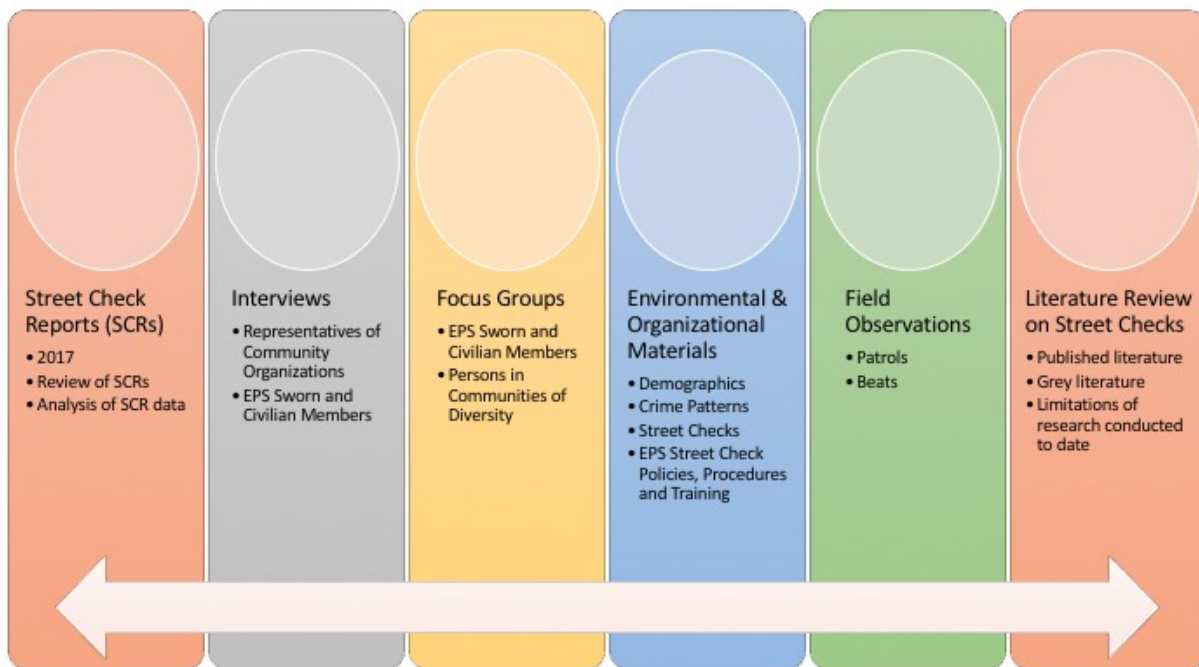 Street Check
Reports (SCRs)
• 2017
• Review of SCRs
• Analysis of SCR data
Interviews
• Representatives of
Community
Organizations
• EPS Sworn and
Civilian Members
Focus Groups
• EPS Sworn and
Civilian Members
• Persons in
Communities of
Diversity
Environmental &
Organizational
Materials
• Demographics
• Crime Patterns
• Street Checks
• EPS Street Check
Policies, Procedures
and Training
Field
Observations
• Patrols
• Beats
Literature Review
on Street Checks
• Published literature
• Grey literature
• Limitations of
research conducted
to date